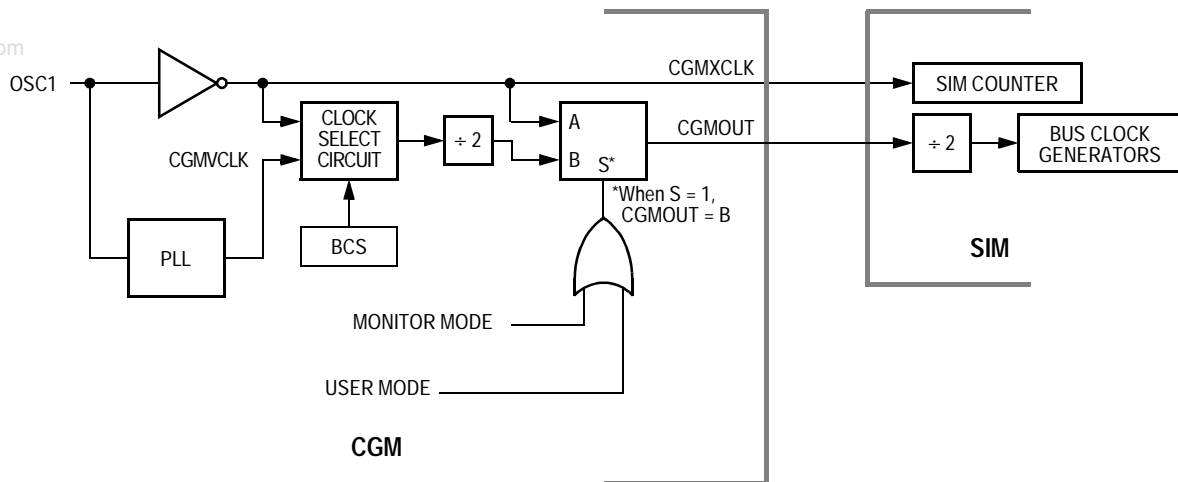 om
OSC1
CGMXCLK
SIM COUNTER
CLOCK
SELECT
CIRCUIT
÷ 2
A
B
S*
CGMOUT
÷ 2
BUS CLOCK
GENERATORS
CGMVCLK
*When S = 1,
CGMOUT = B
BCS
PLL
SIM
MONITOR MODE
USER MODE
CGM